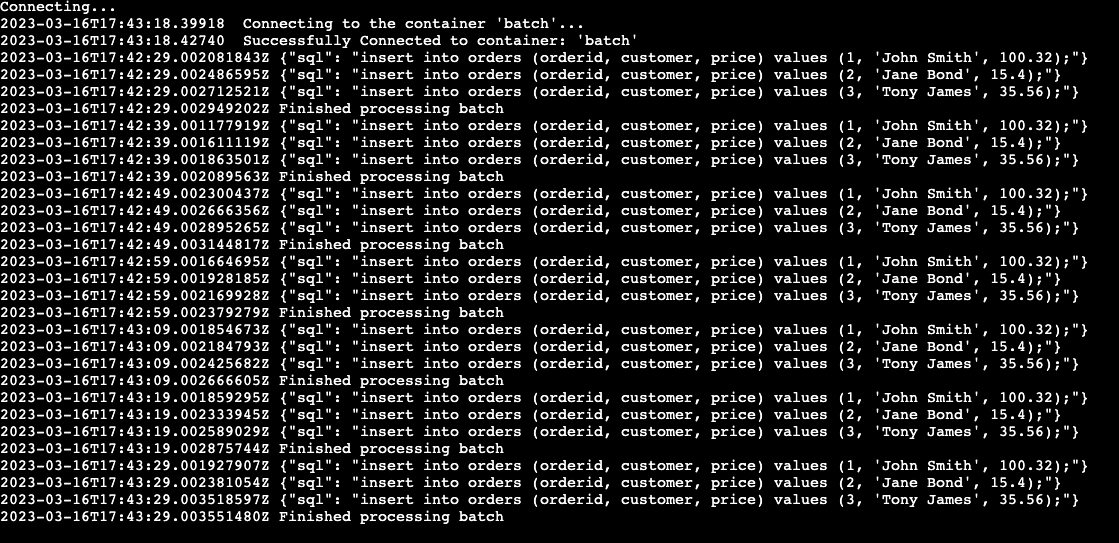 Connecting...
2023-03-16T17:43:18.39918  Connecting to the container 'batch'...
2023-03-16T17:43:18.42740  Successfully Connected to container: 'batch'
2023-03-16T17:42:29.002081843Z {"sql": "insert into orders (orderid, customer, price) values (1, 'John Smith', 100.32);"}
2023-03-16T17:42:29.002486595Z {"sql": "insert into orders (orderid, customer, price) values (2, 'Jane Bond', 15.4);"}
2023-03-16T17:42:29.002712521Z {"sql": "insert into orders (orderid, customer, price) values (3, 'Tony James', 35.56);"}
2023-03-16T17:42:29.002949202Z Finished processing batch
2023-03-16T17:42:39.001177919Z {"sql": "insert into orders (orderid, customer, price) values (1, 'John Smith', 100.32);"}
2023-03-16T17:42:39.001611119Z {"sql": "insert into orders (orderid, customer, price) values (2, 'Jane Bond', 15.4);"}
2023-03-16T17:42:39.001863501Z {"sql": "insert into orders (orderid, customer, price) values (3, 'Tony James', 35.56);"}
2023-03-16T17:42:39.002089563Z Finished processing batch
2023-03-16T17:42:49.002300437Z {"sql": "insert into orders (orderid, customer, price) values (1, 'John Smith', 100.32);"}
2023-03-16T17:42:49.002666356Z {"sql": "insert into orders (orderid, customer, price) values (2, 'Jane Bond', 15.4);"}
2023-03-16T17:42:49.002895265Z {"sql": "insert into orders (orderid, customer, price) values (3, 'Tony James', 35.56);"}
2023-03-16T17:42:49.003144817Z Finished processing batch
2023-03-16T17:42:59.001664695Z {"sql": "insert into orders (orderid, customer, price) values (1, 'John Smith', 100.32);"}
2023-03-16T17:42:59.001928185Z {"sql": "insert into orders (orderid, customer, price) values (2, 'Jane Bond', 15.4);"}
2023-03-16T17:42:59.002169928Z {"sql": "insert into orders (orderid, customer, price) values (3, 'Tony James', 35.56);"}
2023-03-16T17:42:59.002379279Z Finished processing batch
2023-03-16T17:43:09.001854673Z {"sql": "insert into orders (orderid, customer, price) values (1, 'John Smith', 100.32);"}
2023-03-16T17:43:09.002184793Z {"sql": "insert into orders (orderid, customer, price) values (2, 'Jane Bond', 15.4);"}
2023-03-16T17:43:09.002425682Z {"sql": "insert into orders (orderid, customer, price) values (3, 'Tony James', 35.56);"}
2023-03-16T17:43:09.002666605Z Finished processing batch
2023-03-16T17:43:19.001859295Z {"sql": "insert into orders (orderid, customer, price) values (1, 'John Smith', 100.32);"}
2023-03-16T17:43:19.002333945Z {"sql": "insert into orders (orderid, customer, price) values (2, 'Jane Bond', 15.4);"}
2023-03-16T17:43:19.002589029Z {"sql": "insert into orders (orderid, customer, price) values (3, 'Tony James', 35.56);"}
2023-03-16T17:43:19.002875744Z Finished processing batch
2023-03-16T17:43:29.001927907Z {"sql": "insert into orders (orderid, customer, price) values (1, 'John Smith', 100.32);"}
2023-03-16T17:43:29.002381054Z {"sql": "insert into orders (orderid, customer, price) values (2, 'Jane Bond', 15.4);"}
2023-03-16T17:43:29.003518597Z {"sql": "insert into orders (orderid, customer, price) values (3, 'Tony James', 35.56);"}
2023-03-16T17:43:29.003551480Z Finished processing batch